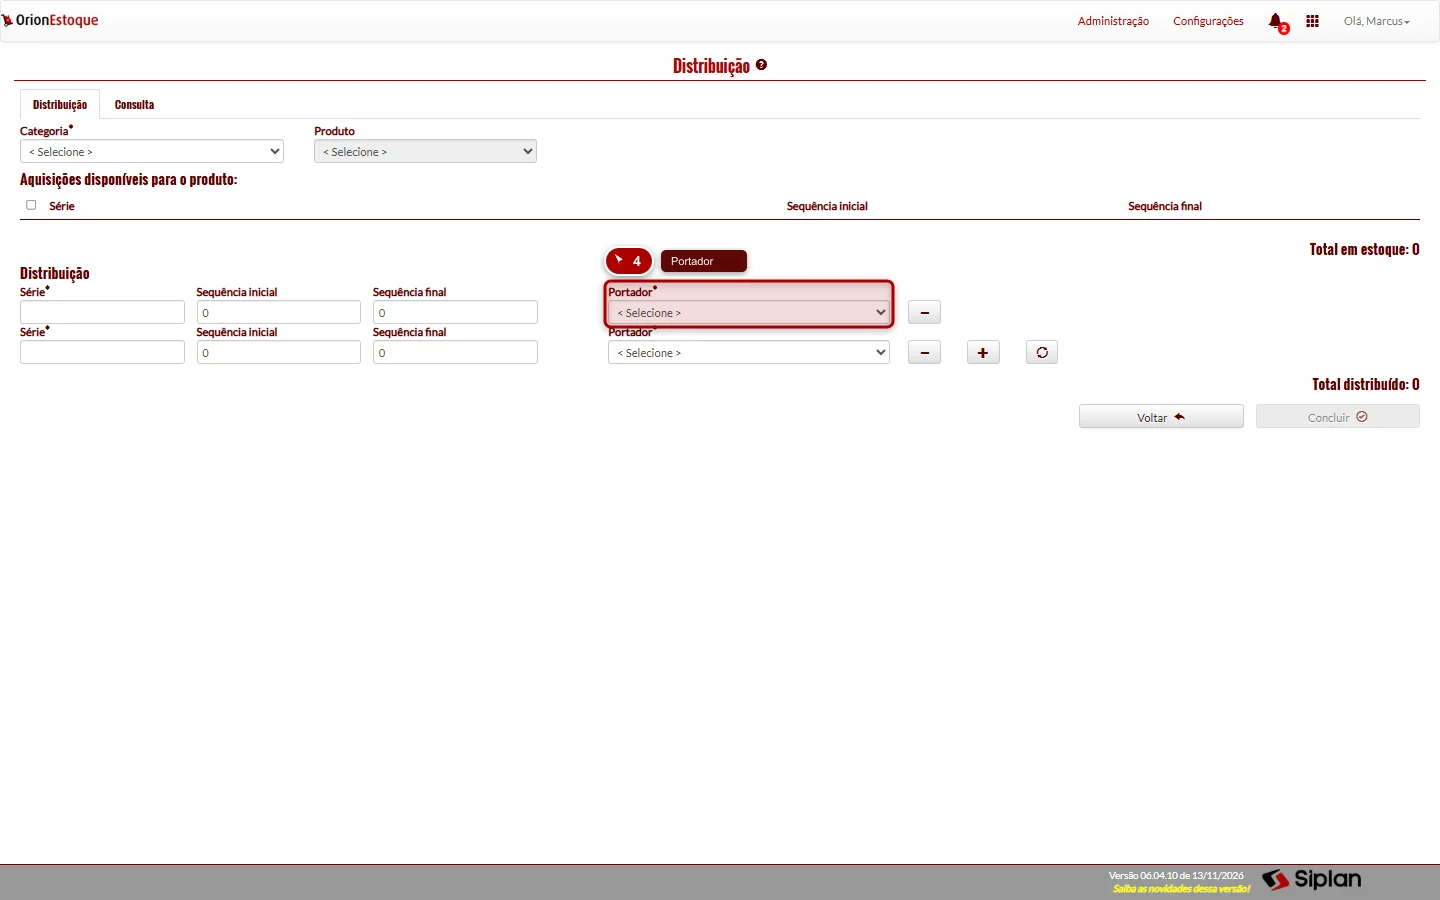 OrionEstoque
Administração
Configurações
2
Olá, Marcus
Distribuição
Distribuição
Consulta
Categoria*
Produto
< Selecione >
< Selecione >
Aquisições disponíveis para o produto:
Série
Sequência inicial
Sequência final
Total em estoque: 0
4
Portador
Distribuição
Série*
Sequência inicial
Sequência final
Portador*
0
0
< Selecione >
Série*
Sequência inicial
Sequência final
Portador*
0
0
< Selecione >
Total distribuído: 0
Voltar
Concluir
Versão 06.04.10 de 13/11/2026
Saiba as novidades dessa versão!
Siplan